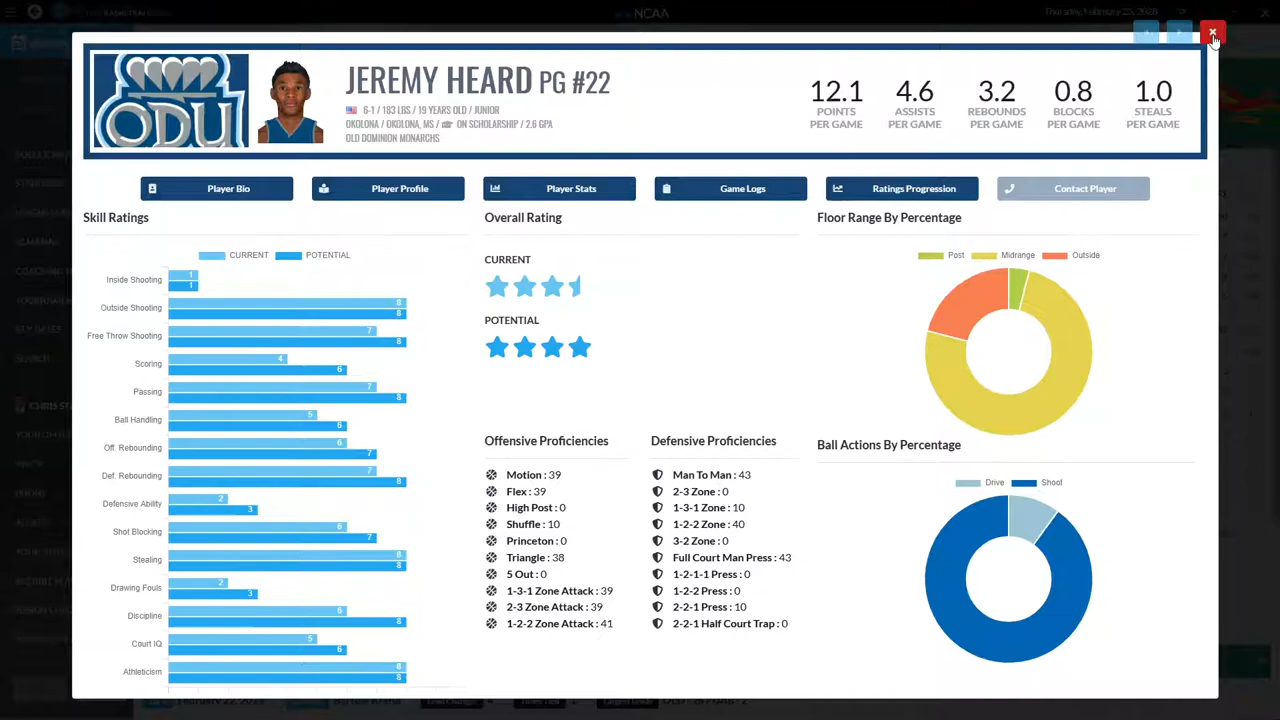 NCAA
ODU
JEREMY HEARD PG #22
6-1 / 183 LBS / 19 YEARS OLD / JUNIOR
OKOLONA / OKOLONA, MS / ON SCHOLARSHIP / 2.6 GPA
OLD DOMINION MONARCHS
12.1 4.6 3.2 0.8 1.0
POINTS ASSISTS REBOUNDS BLOCKS STEALS
PER GAME PER GAME PER GAME PER GAME PER GAME
Player Bio Player Profile Player Stats Game Logs Ratings Progression Contact Player
Skill Ratings
CURRENT POTENTIAL
Inside Shooting 1 1
Outside Shooting 8 8
Free Throw Shooting 7 8
Scoring 4 6
Passing 7 8
Ball Handling 5 6
Off. Rebounding 6 7
Def. Rebounding 7 8
Defensive Ability 2 3
Shot Blocking 6 7
Stealing 8 8
Drawing Fouls 2 3
Discipline 6 8
Court IQ 5 6
Athleticism 8 8
Overall Rating
CURRENT
POTENTIAL
Offensive Proficiencies
Motion : 39
Flex : 39
High Post : 0
Shuffle : 10
Princeton : 0
Triangle : 38
5 Out : 0
1-3-1 Zone Attack : 39
2-3 Zone Attack : 39
1-2-2 Zone Attack : 41
Defensive Proficiencies
Man To Man : 43
2-3 Zone : 0
1-3-1 Zone : 10
1-2-2 Zone : 40
3-2 Zone : 0
Full Court Man Press : 43
1-2-1-1 Press : 0
1-2-2 Press : 0
2-2-1 Press : 10
2-2-1 Half Court Trap : 0
Floor Range By Percentage
Post Midrange Outside
Ball Actions By Percentage
Drive Shoot